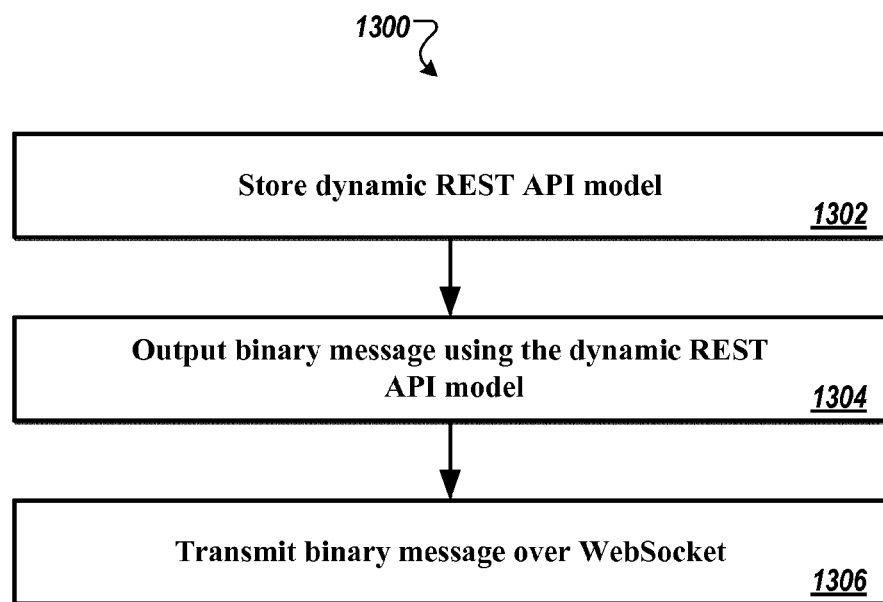 1300
Store dynamic REST API model
1302
Output binary message using the dynamic REST
API model
1304
Transmit binary message over WebSocket
1306